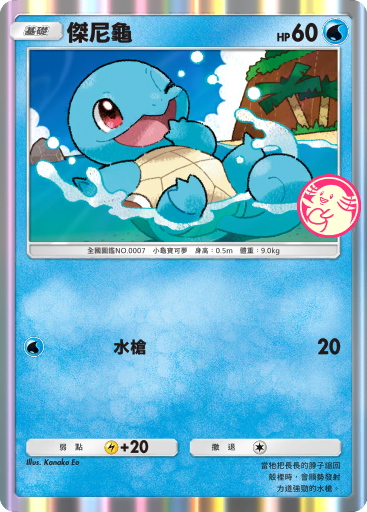 基礎 傑尼龜 HP 60
全國圖鑑NO.0007 小龜寶可夢 身高：0.5m 體重：9.0kg
水槍 20
弱點 +20 撤退
Illus. Kanako Eo
當牠把長長的脖子縮回
殼裡時，會順勢發射
力道強勁的水槍。